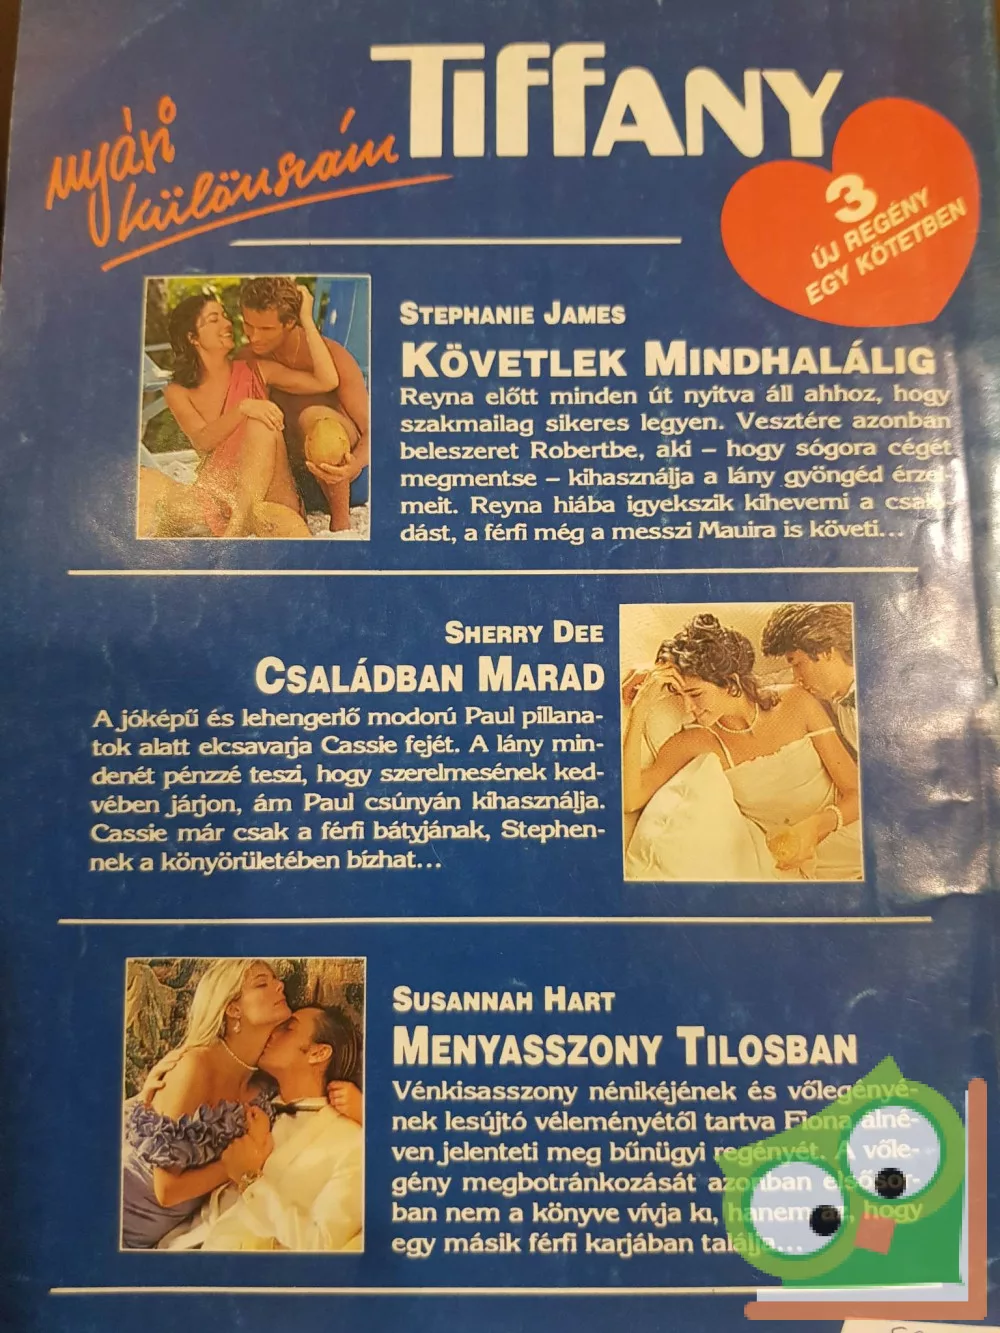 TIFFANY
nyári
különszám
3
ÚJ REGÉNY
EGY KÖTETBEN
STEPHANIE JAMES
KÖVETLEK MINDHALÁLIG
Reyna előtt minden út nyitva áll ahhoz, hogy
szakmailag sikeres legyen. Vesztére azonban
beleszeret Robertbe, aki – hogy sógora cégét
megmentse – kihasználja a lány gyöngéd érzel-
meit. Reyna hiába igyekszik kiheverni a csaló-
dást, a férfi még a messzi Mauira is követi...
SHERRY DEE
CSALÁDBAN MARAD
A jóképű és lehengerlő modorú Paul pillana-
tok alatt elcsavarja Cassie fejét. A lány min-
denét pénzzé teszi, hogy szerelmesének ked-
vében járjon, ám Paul csúnyán kihasználja.
Cassie már csak a férfi bátyjának, Stephen-
nek a könyörületében bízhat...
SUSANNAH HART
MENYASSZONY TILOSBAN
Vénkisasszony nénikéjének és vőlegényé-
nek lesújtó véleményétől tartva Fiona álné-
ven jelenteti meg bűnügyi regényét. A vőle-
gény megbotránkozását azonban elsősor-
ban nem a könyve vívja ki, hanem az, hogy
egy másik férfi karjában találja...